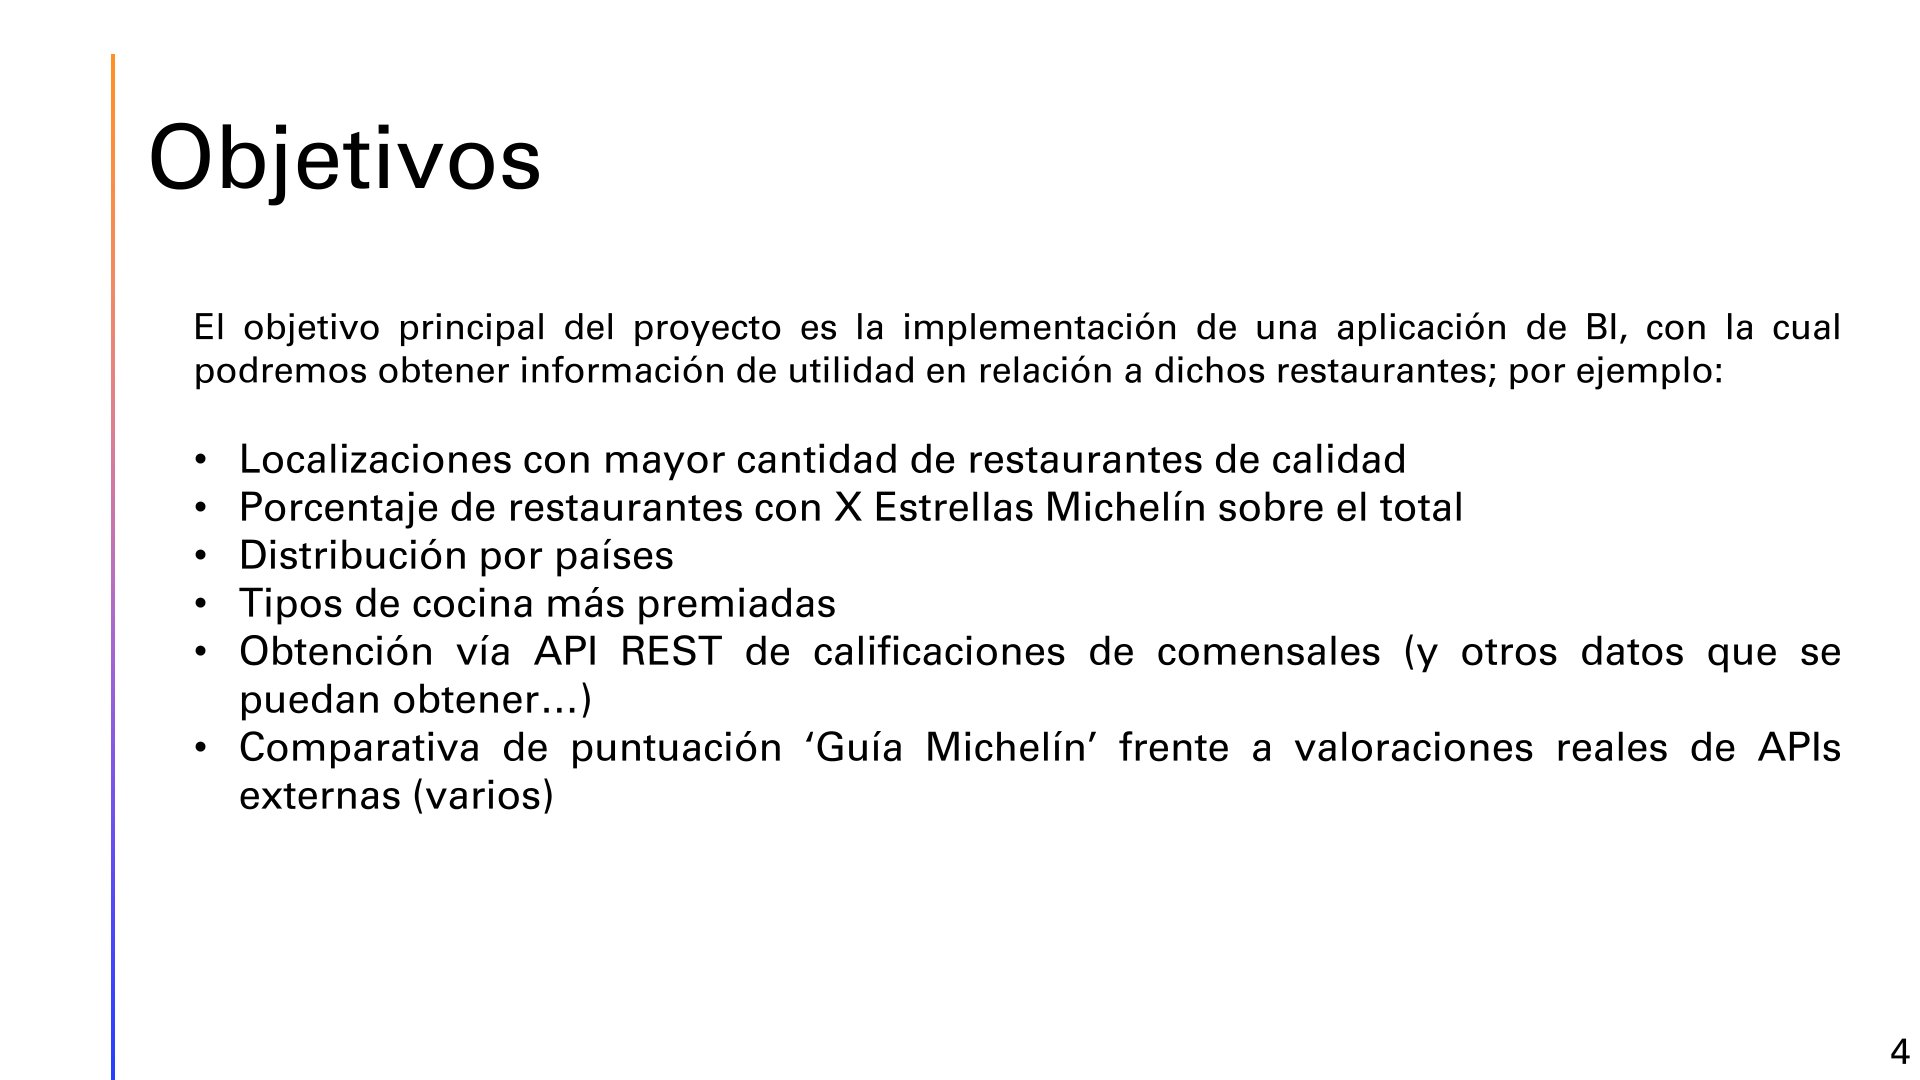 Objetivos
El objetivo principal del proyecto es la implementación de una aplicación de BI, con la cual
podremos obtener información de utilidad en relación a dichos restaurantes; por ejemplo:
• Localizaciones con mayor cantidad de restaurantes de calidad
• Porcentaje de restaurantes con X Estrellas Michelín sobre el total
• Distribución por países
• Tipos de cocina más premiadas
• Obtención vía API REST de calificaciones de comensales (y otros datos que se
puedan obtener…)
• Comparativa de puntuación ‘Guía Michelín’ frente a valoraciones reales de APIs
externas (varios)
4